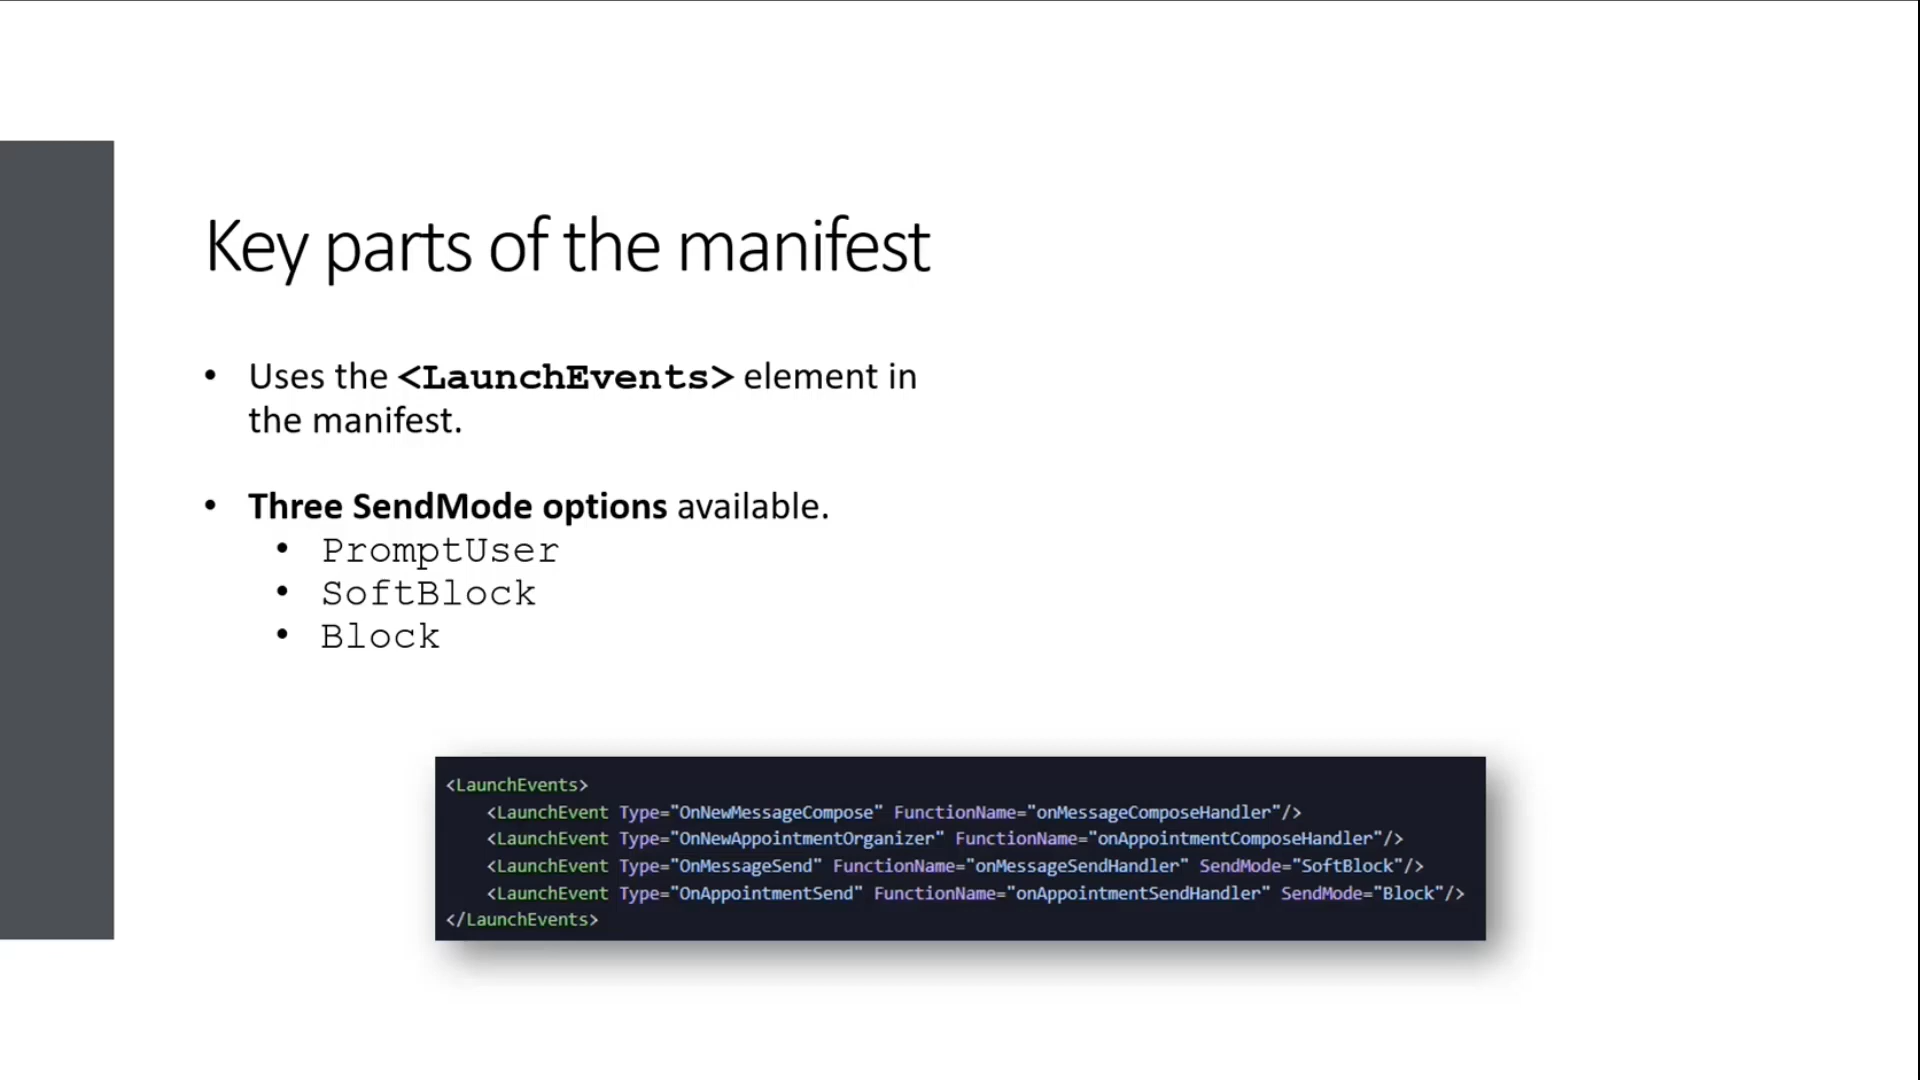 Key parts of the manifest
• Uses the <LaunchEvents> element in
the manifest.
• Three SendMode options available.
• PromptUser
• SoftBlock
• Block
<LaunchEvents>
<LaunchEvent Type="OnNewMessageCompose" FunctionName="onMessageComposeHandler"/>
<LaunchEvent Type="OnNewAppointmentOrganizer" FunctionName="onAppointmentComposeHandler"/>
<LaunchEvent Type="OnMessageSend" FunctionName="onMessageSendHandler" SendMode="SoftBlock"/>
<LaunchEvent Type="OnAppointmentSend" FunctionName="onAppointmentSendHandler" SendMode="Block"/>
</LaunchEvents>